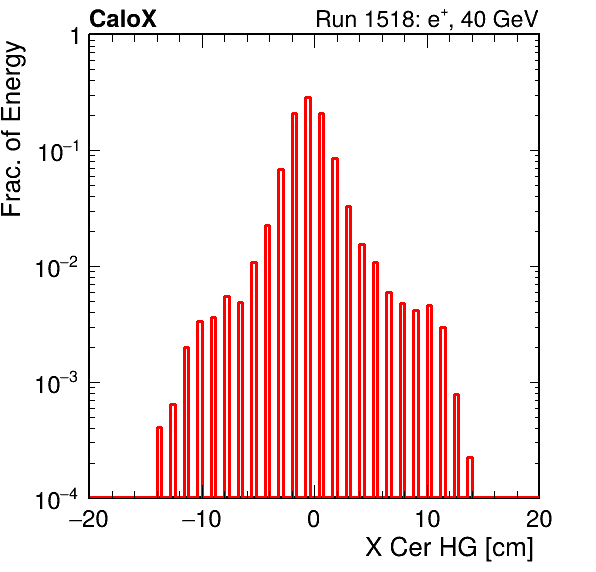 CaloX Run 1518: e⁺, 40 GeV
Frac. of Energy
1
10⁻¹
10⁻²
10⁻³
10⁻⁴
−20 −10 0 10 20
X Cer HG [cm]